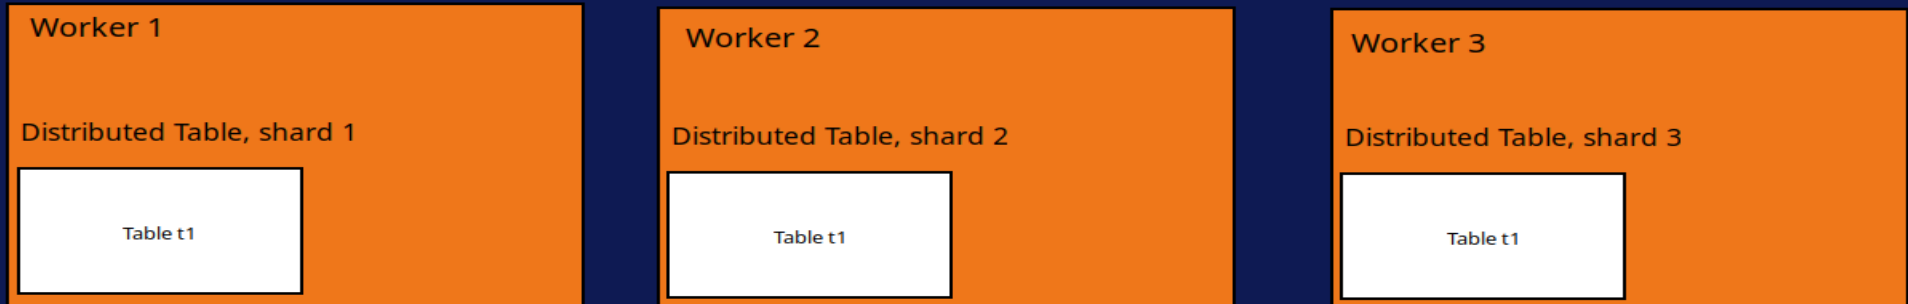 Worker 1
Distributed Table, shard 1
Table t1
Worker 2
Distributed Table, shard 2
Table t1
Worker 3
Distributed Table, shard 3
Table t1